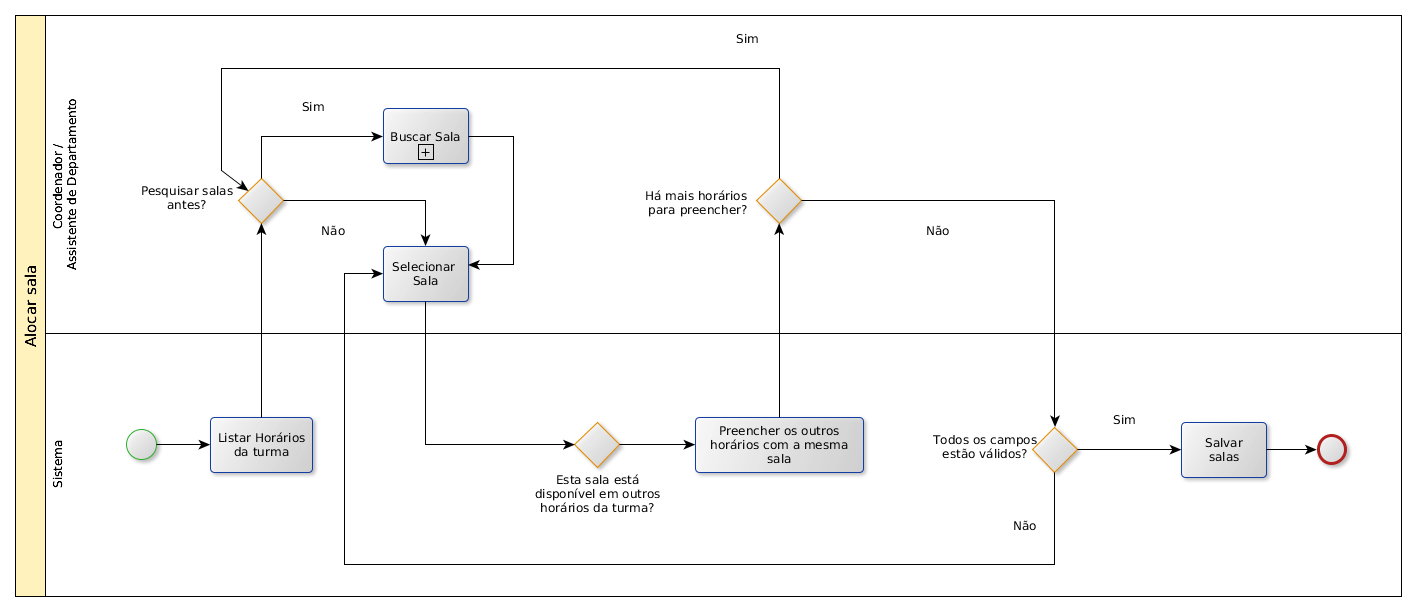 Alocar sala
Coordenador /
Assistente de Departamento
Sim
Sim
Buscar Sala
Pesquisar salas
antes?
Não
Selecionar
Sala
Há mais horários
para preencher?
Não
Sistema
Listar Horários
da turma
Esta sala está
disponível em outros
horários da turma?
Preencher os outros
horários com a mesma
sala
Todos os campos
estão válidos?
Sim
Não
Salvar
salas